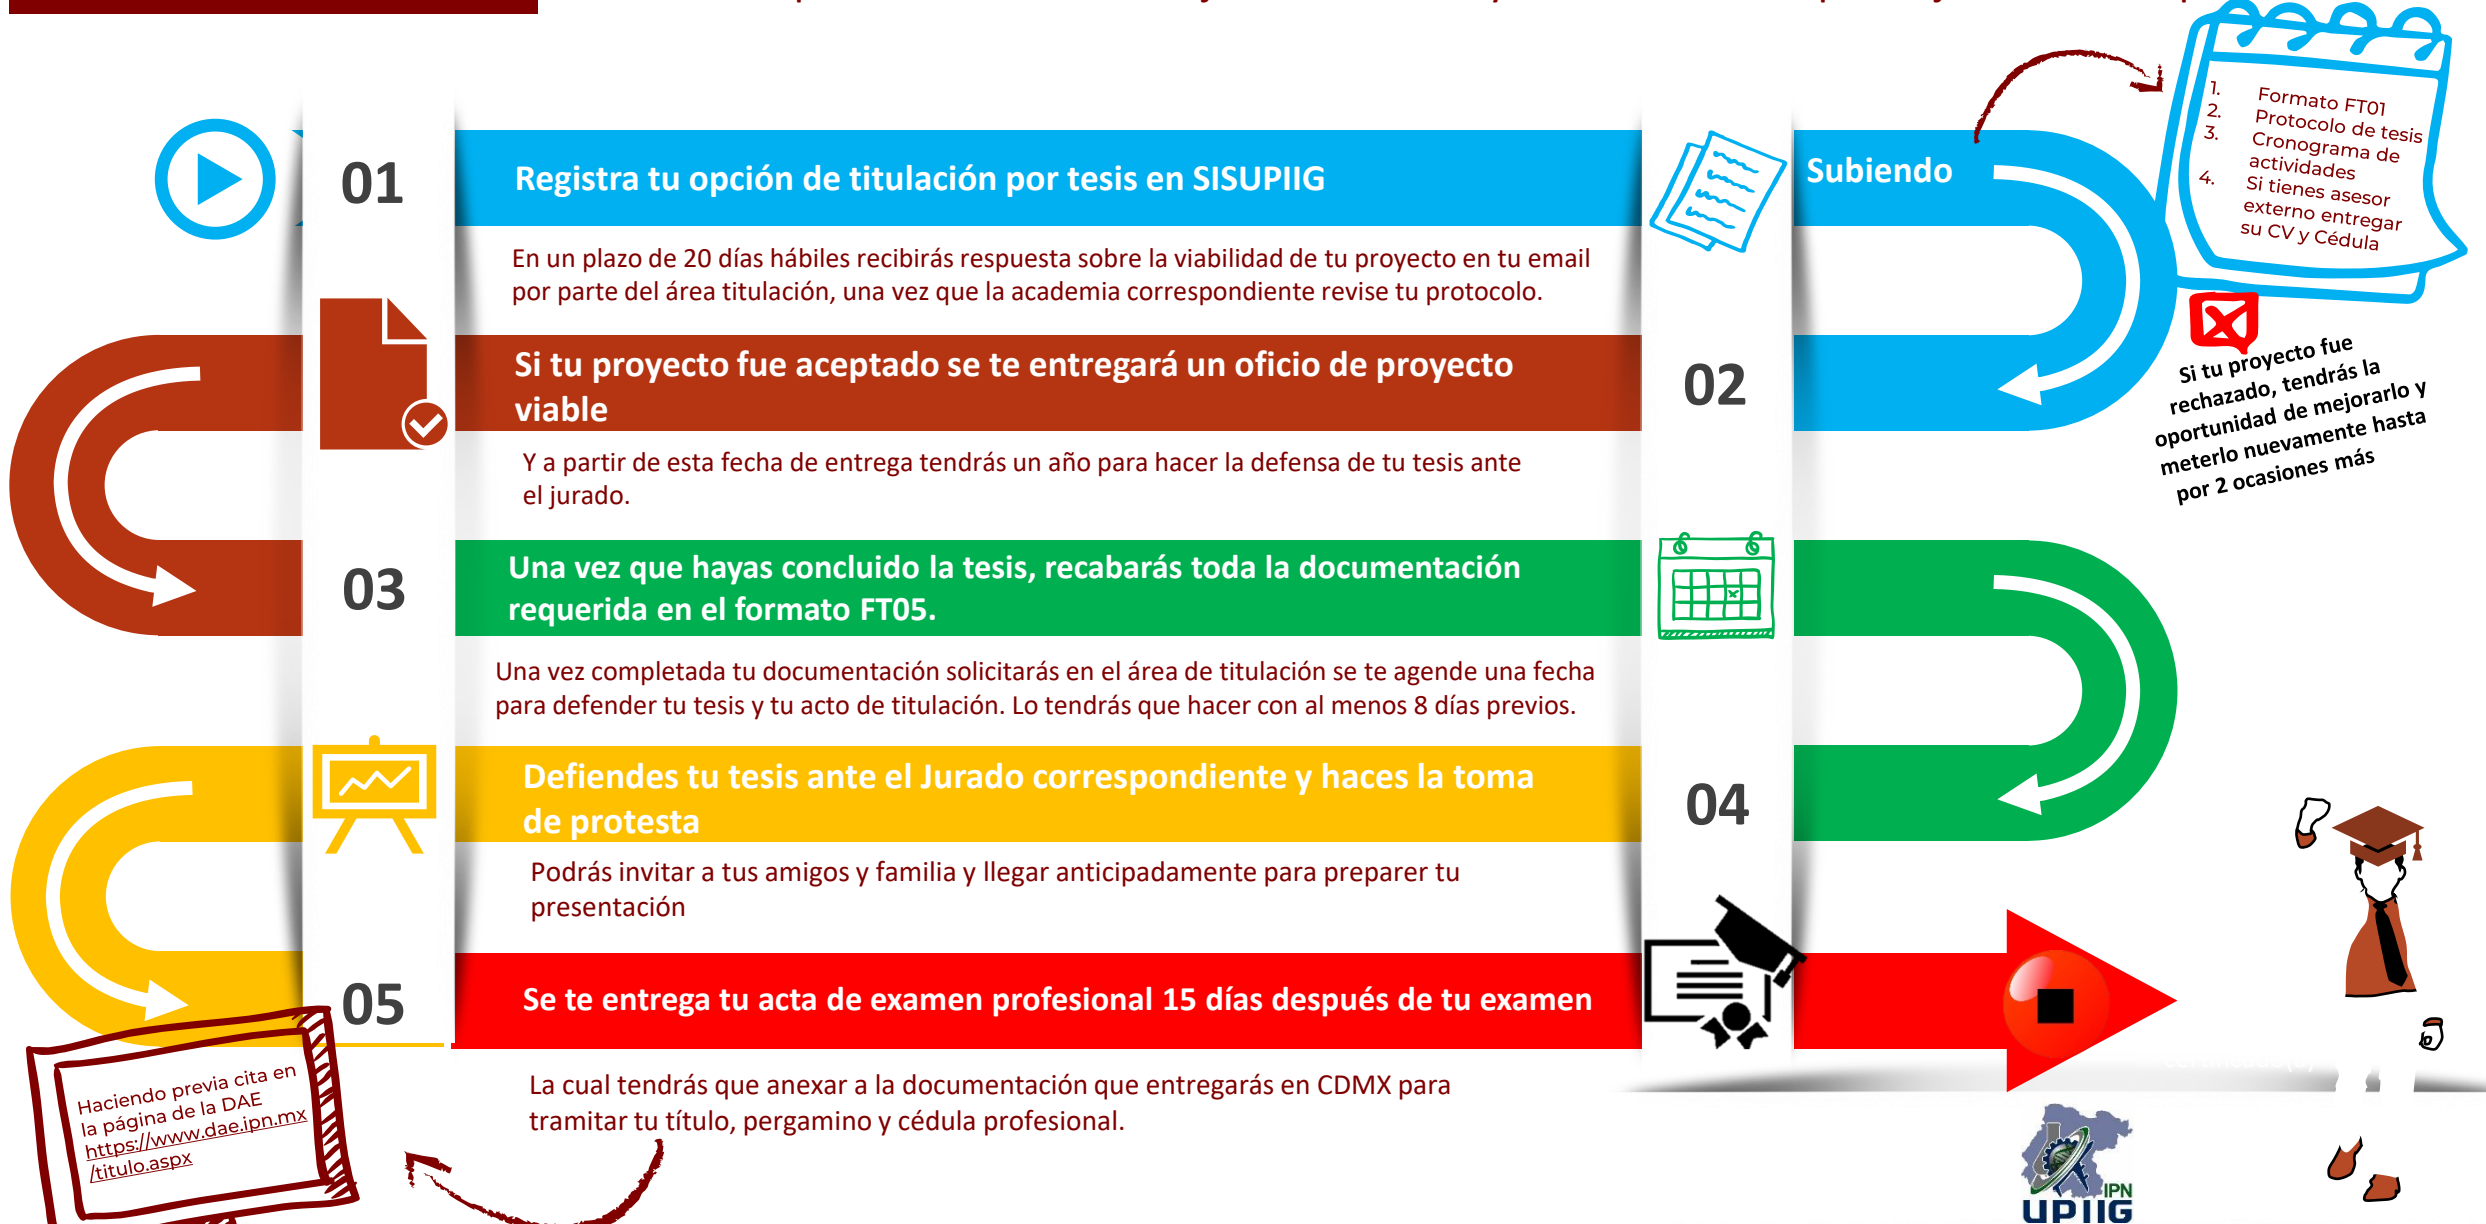 01
Registra tu opción de titulación por tesis en SISUPIIG
Subiendo
1. Formato FT01
2. Protocolo de tesis
3. Cronograma de
actividades
4. Si tienes asesor
externo entregar
su CV y Cédula
En un plazo de 20 días hábiles recibirás respuesta sobre la viabilidad de tu proyecto en tu email
por parte del área titulación, una vez que la academia correspondiente revise tu protocolo.
Si tu proyecto fue aceptado se te entregará un oficio de proyecto
viable
02
Si tu proyecto fue
rechazado, tendrás la
oportunidad de mejorarlo y
meterlo nuevamente hasta
por 2 ocasiones más
Y a partir de esta fecha de entrega tendrás un año para hacer la defensa de tu tesis ante
el jurado.
03
Una vez que hayas concluido la tesis, recabarás toda la documentación
requerida en el formato FT05.
Una vez completada tu documentación solicitarás en el área de titulación se te agende una fecha
para defender tu tesis y tu acto de titulación. Lo tendrás que hacer con al menos 8 días previos.
Defiendes tu tesis ante el Jurado correspondiente y haces la toma
de protesta
04
Podrás invitar a tus amigos y familia y llegar anticipadamente para preparer tu
presentación
05
Se te entrega tu acta de examen profesional 15 días después de tu examen
La cual tendrás que anexar a la documentación que entregarás en CDMX para
tramitar tu título, pergamino y cédula profesional.
Haciendo previa cita en
la página de la DAE
https://www.dae.ipn.mx
/titulo.aspx
IPN
UPIIG